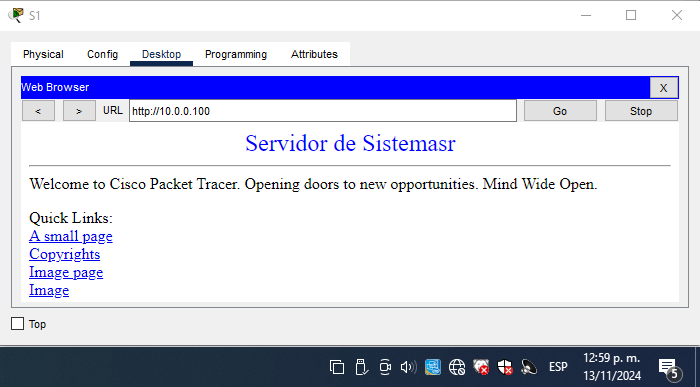 S1
Physical Config Desktop Programming Attributes
Web Browser X
< > URL http://10.0.0.100 Go Stop
Servidor de Sistemasr
Welcome to Cisco Packet Tracer. Opening doors to new opportunities. Mind Wide Open.
Quick Links:
A small page
Copyrights
Image page
Image
Top
ESP
12:59 p. m.
13/11/2024
5